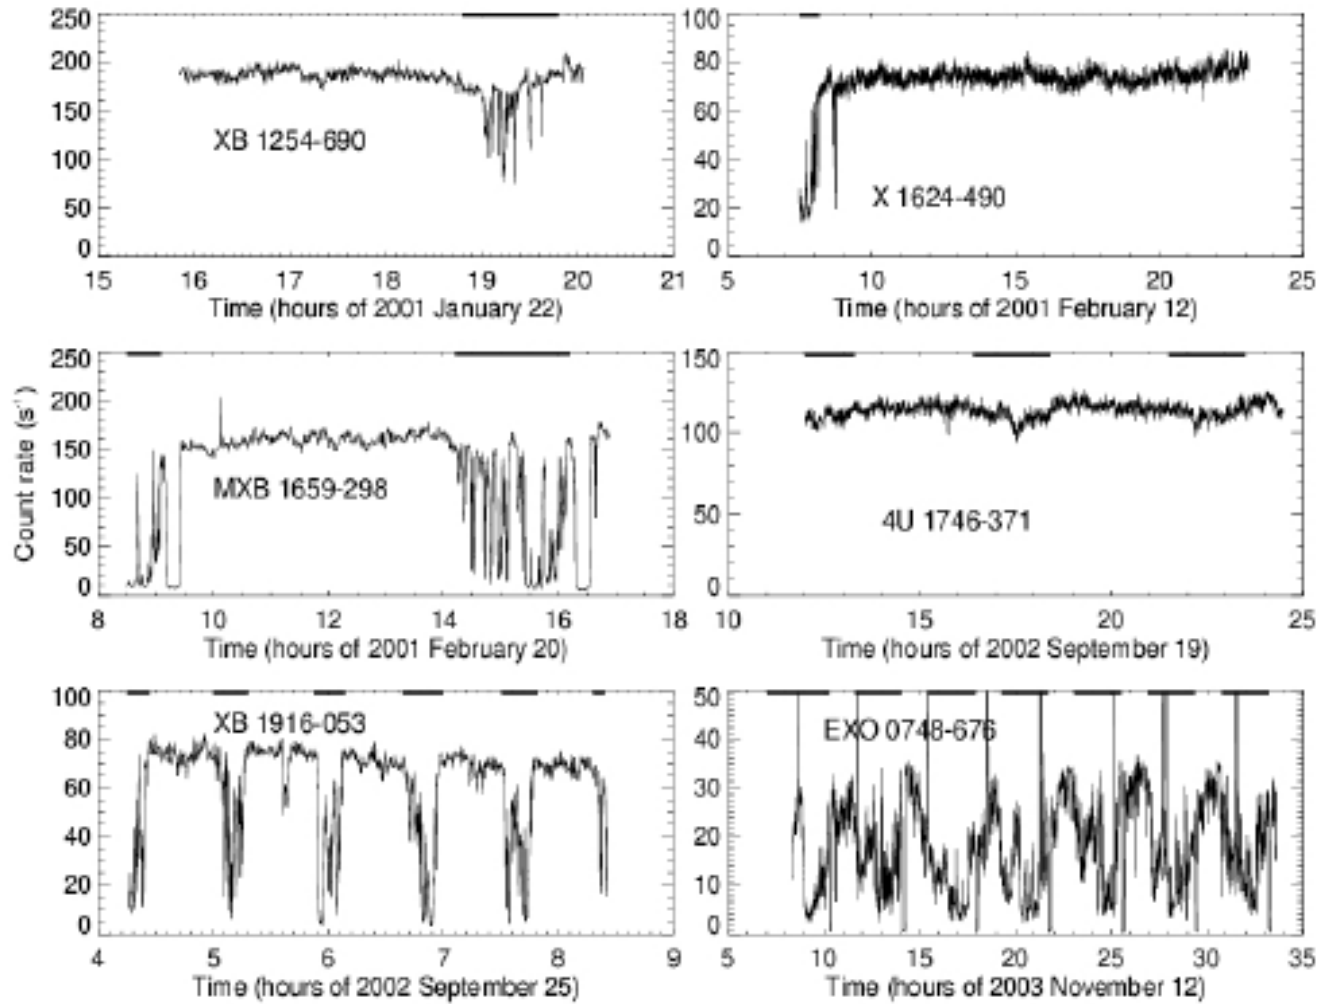 250
200
150
100
50
0
XB 1254-690
15 16 17 18 19 20 21
Time (hours of 2001 January 22)
100
80
60
40
20
0
X 1624-490
5 10 15 20 25
Time (hours of 2001 February 12)
Count rate (s⁻¹)
250
200
150
100
50
0
MXB 1659-298
8 10 12 14 16 18
Time (hours of 2001 February 20)
150
100
50
0
4U 1746-371
10 15 20 25
Time (hours of 2002 September 19)
100
80
60
40
20
0
XB 1916-053
4 5 6 7 8 9
Time (hours of 2002 September 25)
50
40
30
20
10
0
EXO 0748-676
5 10 15 20 25 30 35
Time (hours of 2003 November 12)